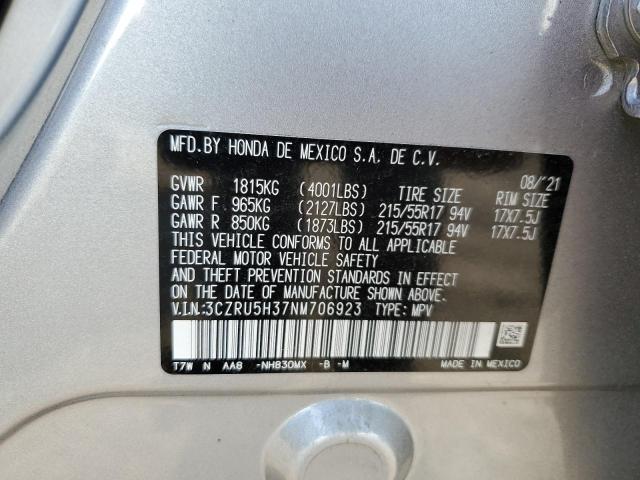 MFD.BY HONDA DE MEXICO S.A. DE C.V.
08/'21
GVWR 1815KG (4001LBS) TIRE SIZE RIM SIZE
GAWR F 965KG (2127LBS) 215/55R17 94V 17X7.5J
GAWR R 850KG (1873LBS) 215/55R17 94V 17X7.5J
THIS VEHICLE CONFORMS TO ALL APPLICABLE
FEDERAL MOTOR VEHICLE SAFETY
AND THEFT PREVENTION STANDARDS IN EFFECT
ON THE DATE OF MANUFACTURE SHOWN ABOVE.
V.I.N.:3CZRU5H37NM706923 TYPE: MPV
T7W N AA8 -NH830MX -B -M MADE IN MEXICO